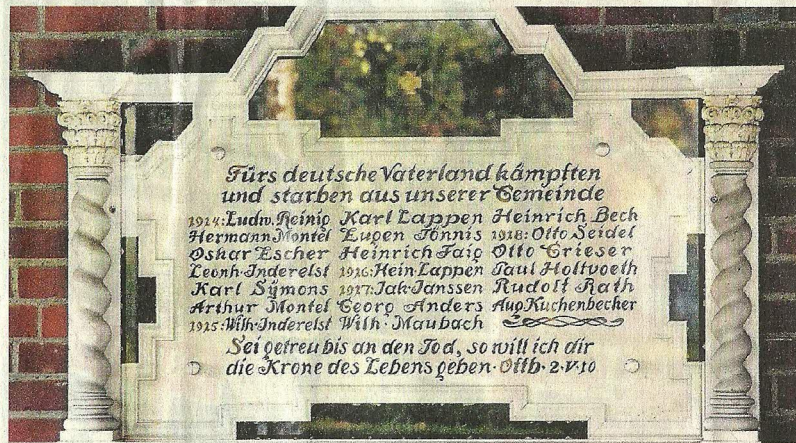 Fürs deutsche Vaterland kämpften
und starben aus unserer Gemeinde
1914: Ludw. Reinig Karl Lappen Heinrich Beck
Hermann Montel Eugen Tönnis 1918: Otto Seidel
Oskar Escher Heinrich Faig Otto Grieser
Leonh. Inderelst 1916: Hein. Lappen Paul Holtvoeth
Karl Symons 1917: Jak. Janssen Rudolf Rath
Arthur Montel Georg Anders Aug. Kuchenbecker
1915: Wilh. Inderelst Wilh. Maubach
Sei getreu bis an den Tod, so will ich dir
die Krone des Lebens geben. Offb. 2. V. 10